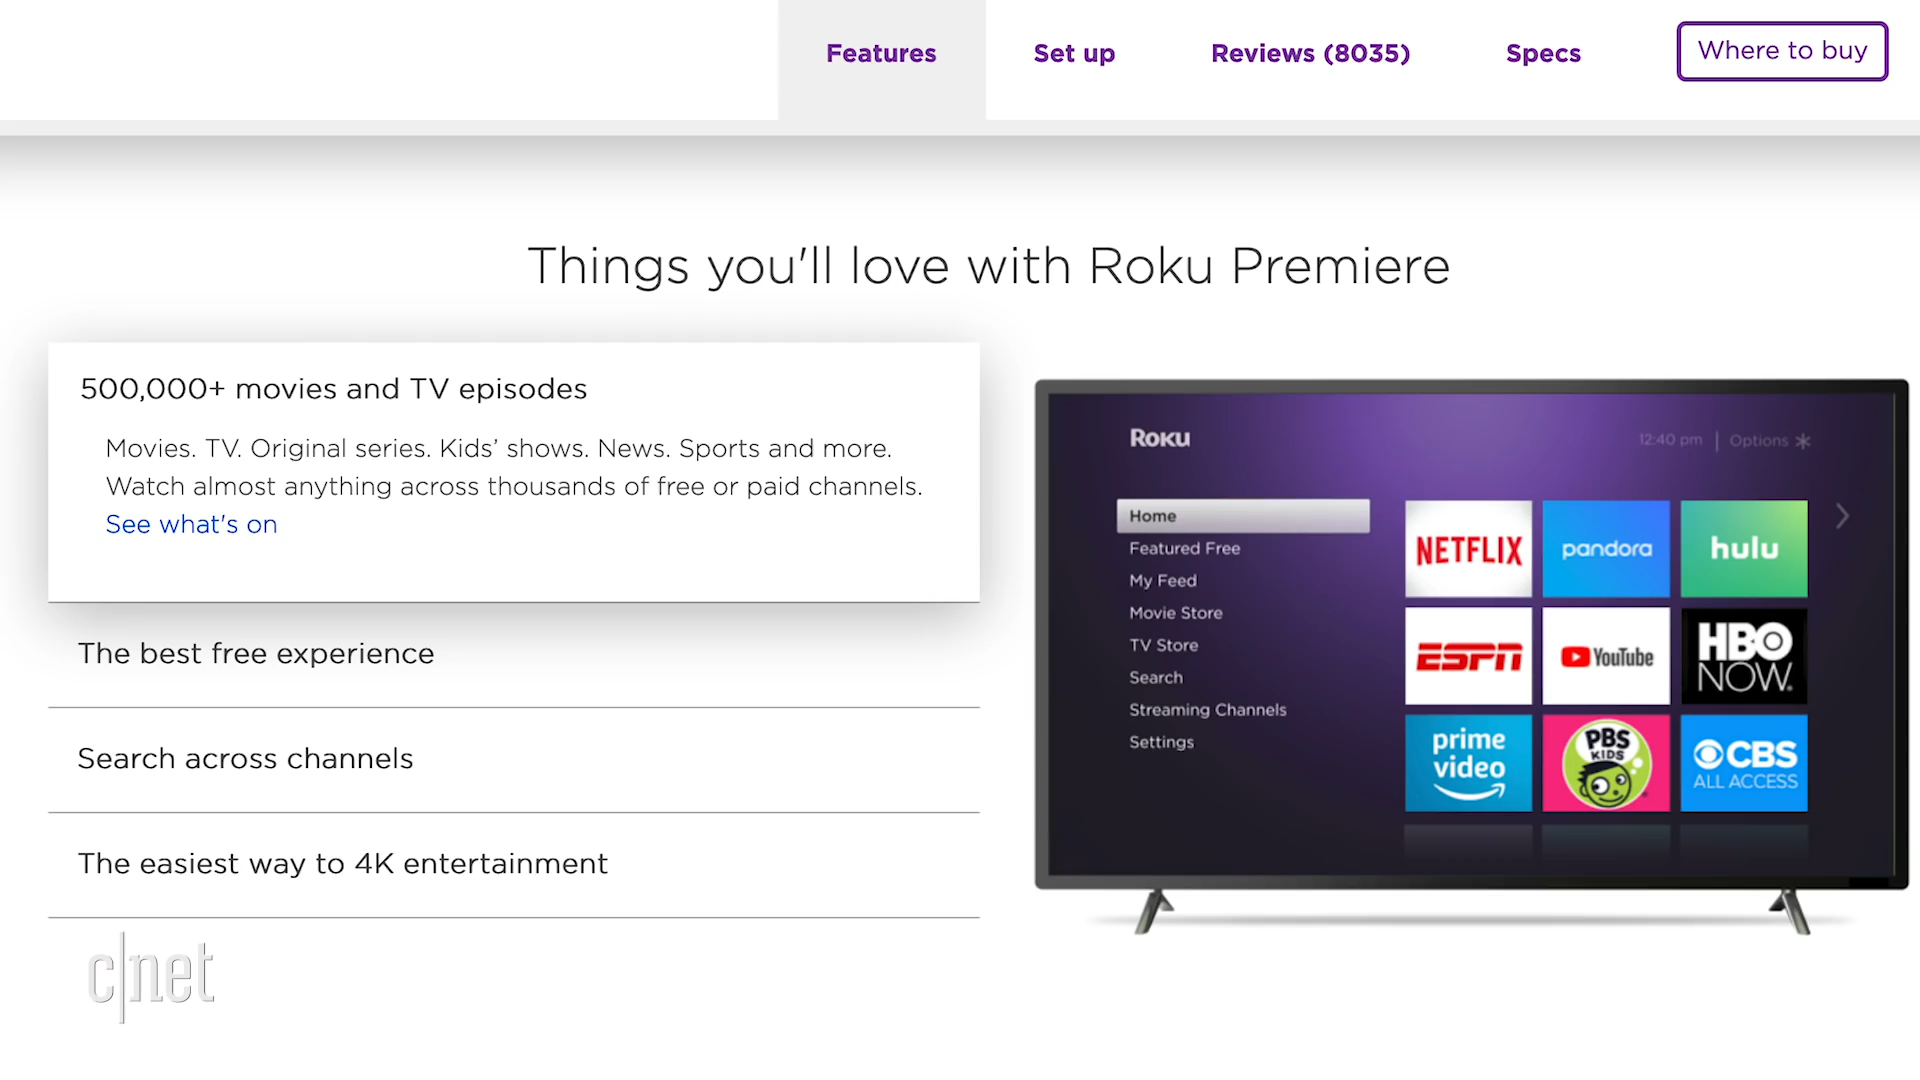 Features
Set up
Reviews (8035)
Specs
Where to buy
Things you'll love with Roku Premiere
500,000+ movies and TV episodes
Movies. TV. Original series. Kids’ shows. News. Sports and more.
Watch almost anything across thousands of free or paid channels.
See what's on
The best free experience
Search across channels
The easiest way to 4K entertainment
Roku
12:40 pm | Options
Home
Featured Free
My Feed
Movie Store
TV Store
Search
Streaming Channels
Settings
NETFLIX
pandora
hulu
ESPN
YouTube
HBO
NOW.
prime
video
PBS
KIDS
CBS
ALL ACCESS
c|net